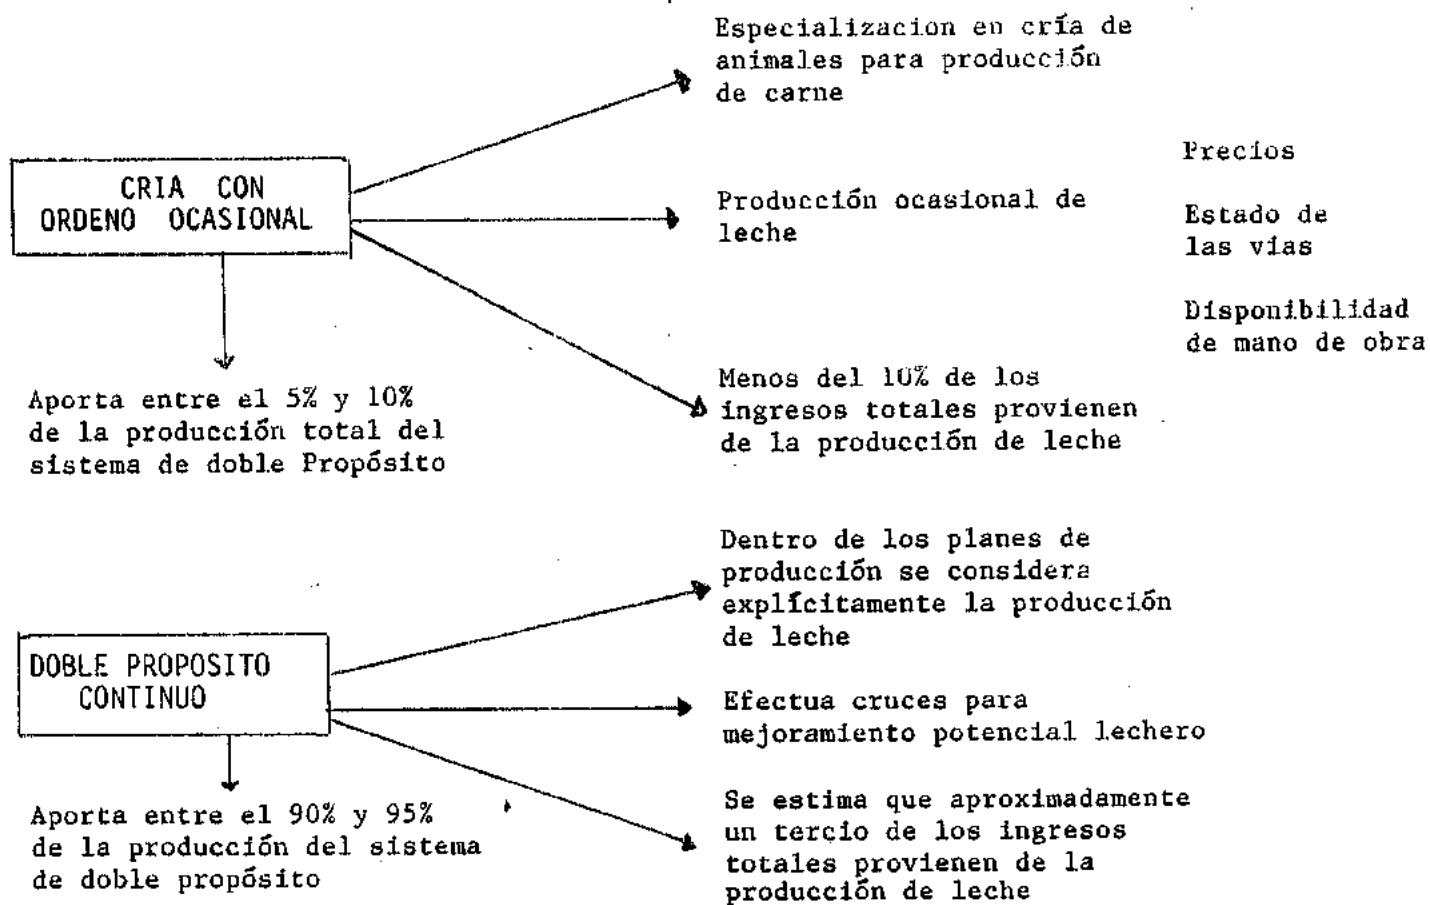 Especializacion en cría de
animales para producción
de carne
CRIA CON
ORDENO OCASIONAL
Producción ocasional de
leche
Precios
Estado de
las vías
Disponibilidad
de mano de obra
Menos del 10% de los
ingresos totales provienen
de la producción de leche
Aporta entre el 5% y 10%
de la producción total del
sistema de doble Propósito
Dentro de los planes de
producción se considera
explícitamente la producción
de leche
DOBLE PROPOSITO
CONTINUO
Efectua cruces para
mejoramiento potencial lechero
Se estima que aproximadamente
un tercio de los ingresos
totales provienen de la
producción de leche
Aporta entre el 90% y 95%
de la producción del sistema
de doble propósito